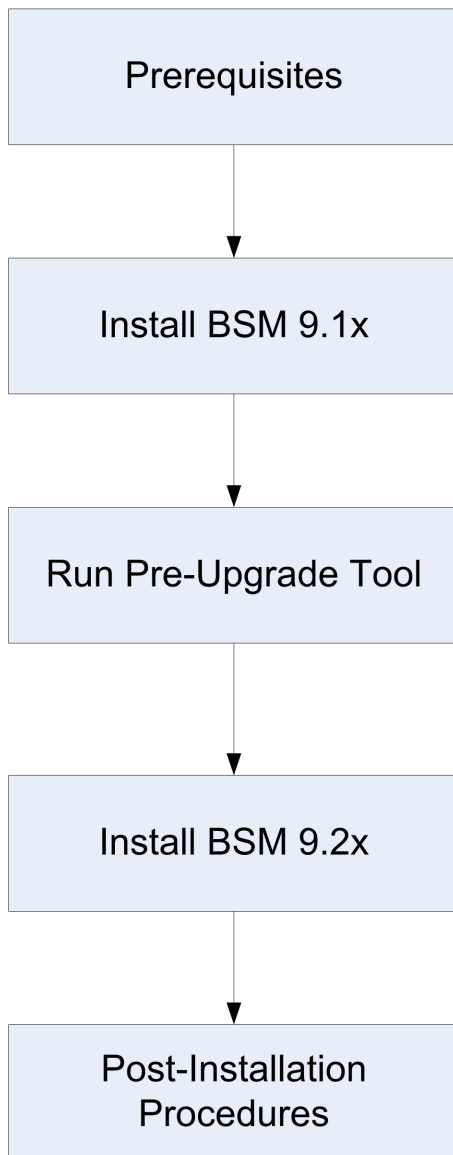 Prerequisites
Install BSM 9.1x
Run Pre-Upgrade Tool
Install BSM 9.2x
Post-Installation
Procedures